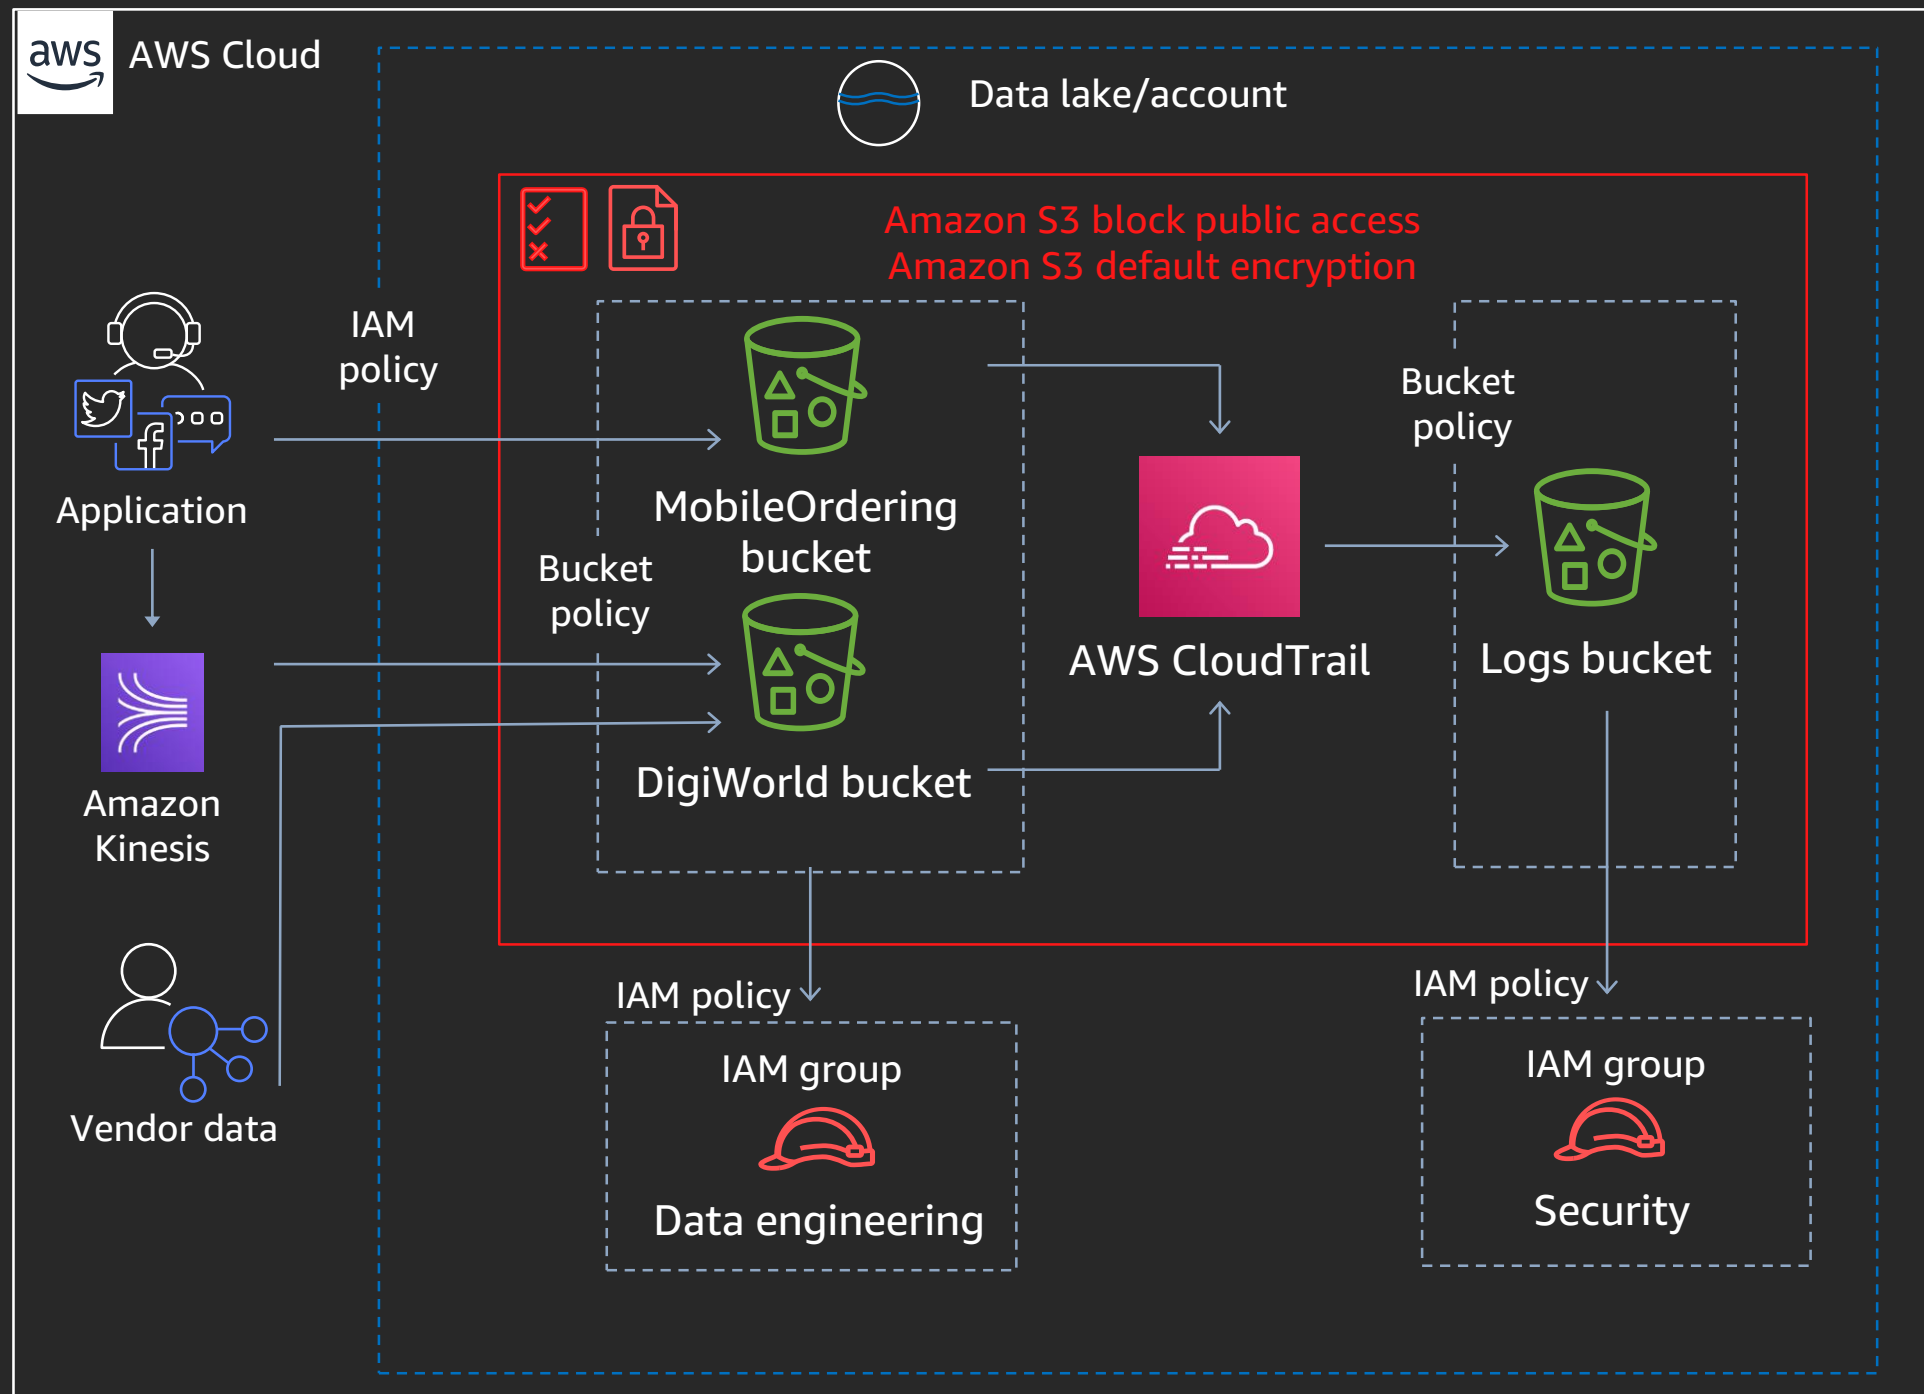 aws
AWS Cloud
Data lake/account
Amazon S3 block public access
Amazon S3 default encryption
IAM
policy
Application
Amazon
Kinesis
Vendor data
MobileOrdering
bucket
Bucket
policy
DigiWorld bucket
AWS CloudTrail
Bucket
policy
Logs bucket
IAM policy
IAM group
Data engineering
IAM policy
IAM group
Security